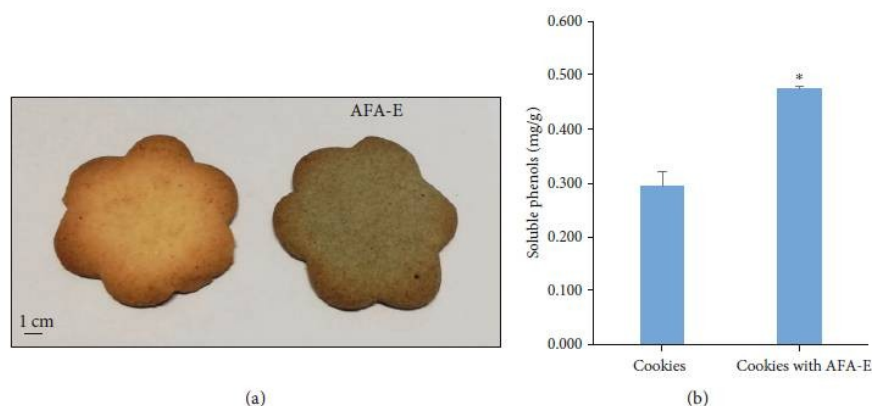 AFA-E
1 cm
(a)
Soluble phenols (mg/g)
0.600
0.500
0.400
0.300
0.200
0.100
0.000
*
Cookies
Cookies with AFA-E
(b)